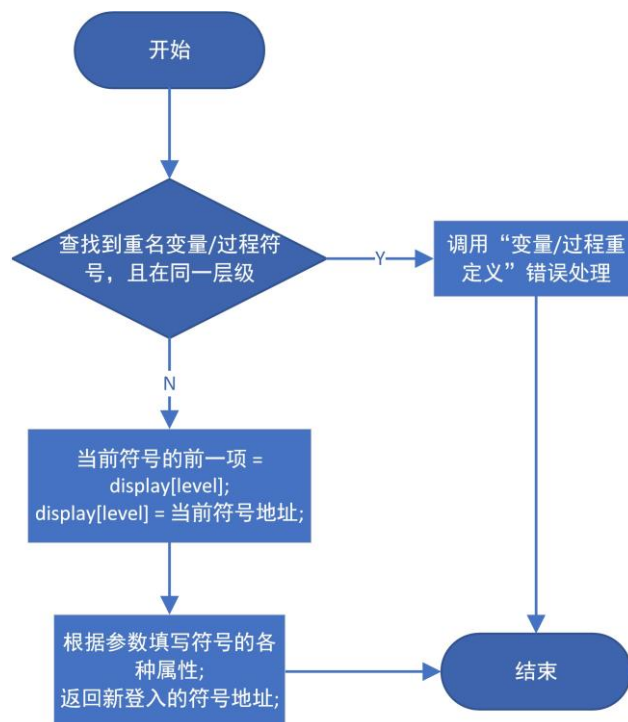 开始
查找到重名变量/过程符
号，且在同一层级
Y
调用“变量/过程重
定义”错误处理
N
当前符号的前一项 =
display[level];
display[level] = 当前符号地址;
根据参数填写符号的各
种属性;
返回新登入的符号地址;
结束